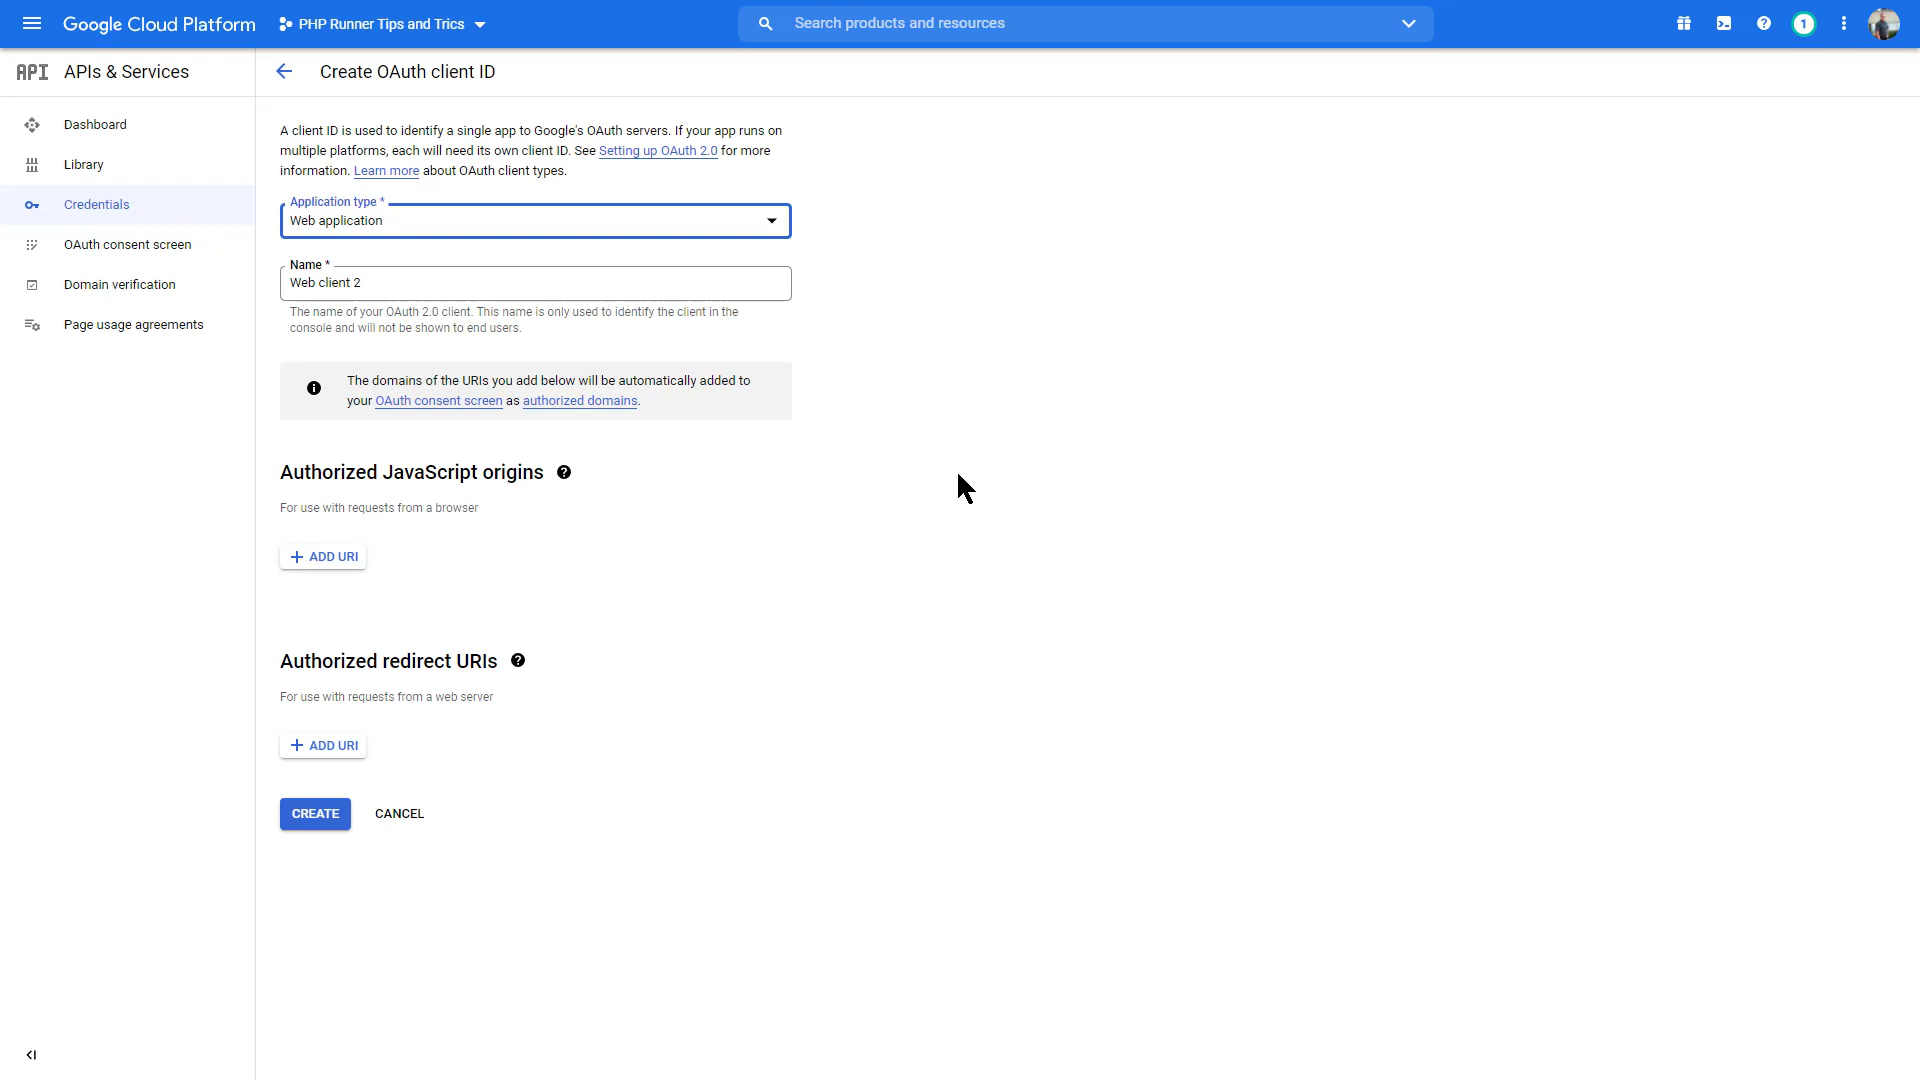 Google Cloud Platform
PHP Runner Tips and Trics
Search products and resources
1
API APIs & Services
Create OAuth client ID
Dashboard
Library
Credentials
OAuth consent screen
Domain verification
Page usage agreements
A client ID is used to identify a single app to Google's OAuth servers. If your app runs on
multiple platforms, each will need its own client ID. See Setting up OAuth 2.0 for more
information. Learn more about OAuth client types.
Application type *
Web application
Name *
Web client 2
The name of your OAuth 2.0 client. This name is only used to identify the client in the
console and will not be shown to end users.
The domains of the URIs you add below will be automatically added to
your OAuth consent screen as authorized domains.
Authorized JavaScript origins
For use with requests from a browser
ADD URI
Authorized redirect URIs
For use with requests from a web server
ADD URI
CREATE
CANCEL